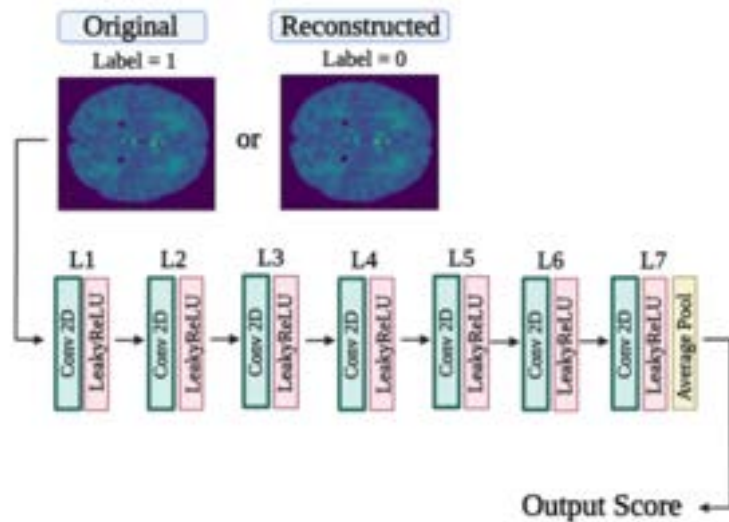 Original Reconstructed
Label = 1 Label = 0
or
L1 L2 L3 L4 L5 L6 L7
Conv 2D LeakyReLU Conv 2D LeakyReLU Conv 2D LeakyReLU Conv 2D LeakyReLU Conv 2D LeakyReLU Conv 2D LeakyReLU Conv 2D LeakyReLU Average Pool
Output Score